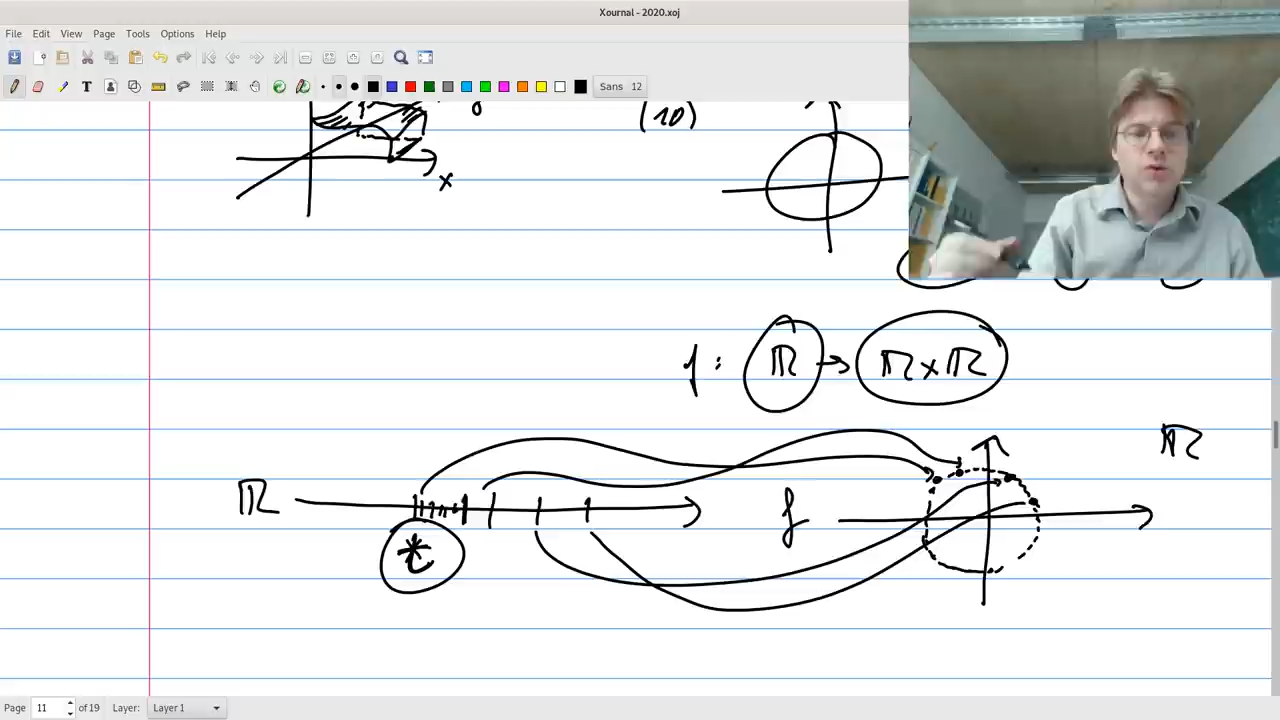 Xournal - 2020.xoj
File Edit View Page Tools Options Help
T Sans 12
x
(10)
f : ℝ → ℝ × ℝ
ℝ
ℝ
f
t
Page 11 of 19 Layer: Layer 1